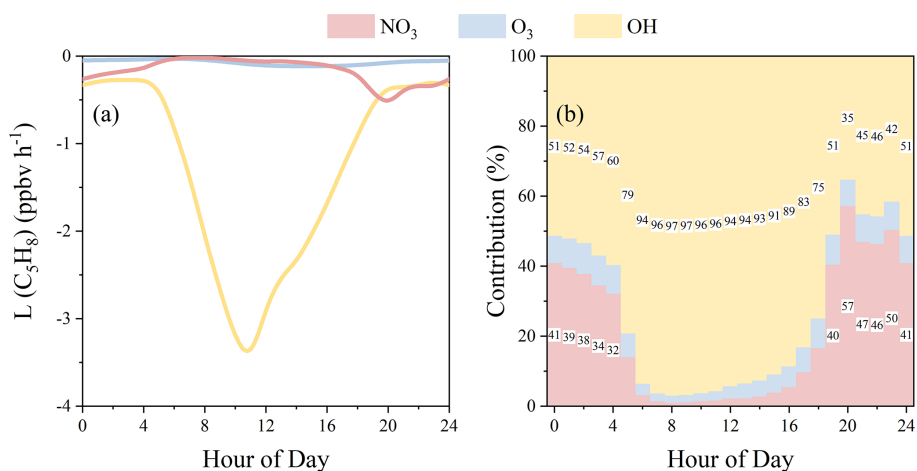 NO₃ O₃ OH
(a)
0
-1
-2
-3
-4
L (C₅H₈) (ppbv h⁻¹)
0 4 8 12 16 20 24
Hour of Day
(b)
100
80
60
40
20
0
Contribution (%)
51 52 54 57 60 79 94 96 97 97 96 96 94 94 93 91 89 83 75 51 35 45 46 42 51
41 39 38 34 32 40 57 47 46 50 41
0 4 8 12 16 20 24
Hour of Day